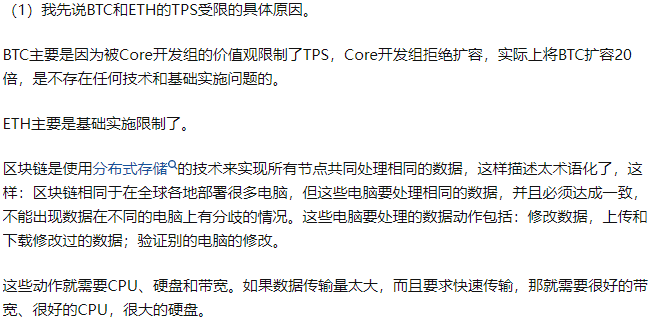 （1）我先说BTC和ETH的TPS受限的具体原因。
BTC主要是因为被Core开发组的价值观限制了TPS，Core开发组拒绝扩容，实际上将BTC扩容20
倍，是不存在任何技术和基础实施问题的。
ETH主要是基础实施限制了。
区块链是使用分布式存储的技术来实现所有节点共同处理相同的数据，这样描述太术语化了，这
样：区块链相同于在全球各地部署很多电脑，但这些电脑要处理相同的数据，并且必须达成一致，
不能出现数据在不同的电脑上有分歧的情况。这些电脑要处理的数据动作包括：修改数据，上传和
下载修改过的数据；验证别的电脑的修改。
这些动作就需要CPU、硬盘和带宽。如果数据传输量太大，而且要求快速传输，那就需要很好的带
宽、很好的CPU，很大的硬盘。